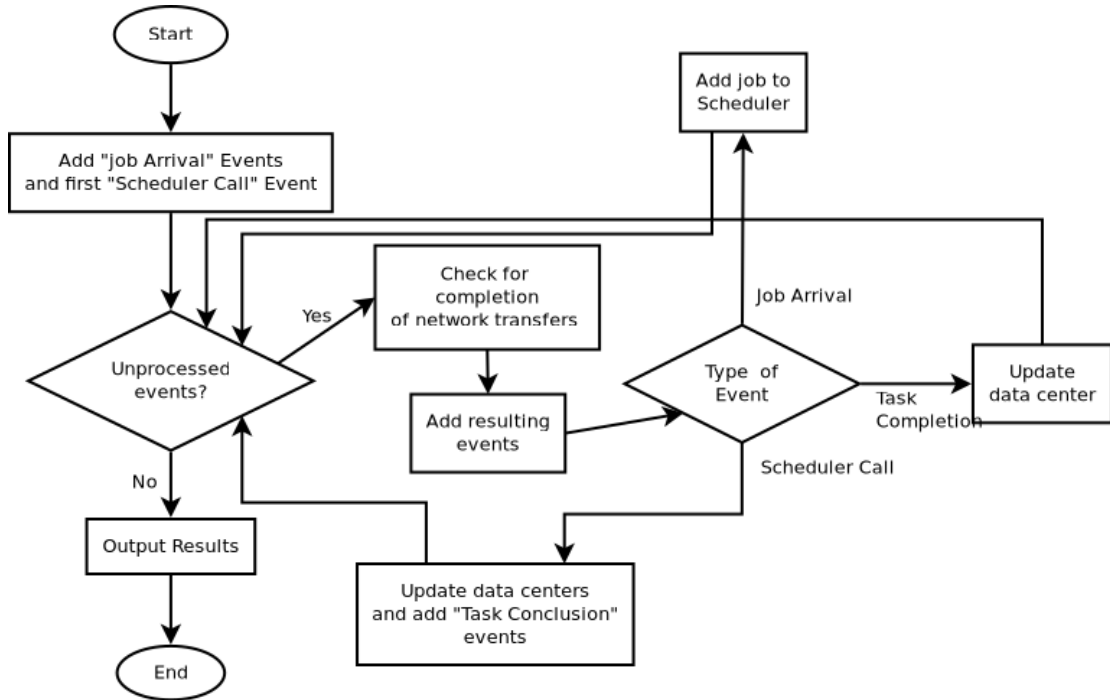 Start
Add "job Arrival" Events
and first "Scheduler Call" Event
Unprocessed
events?
Yes
No
Output Results
End
Check for
completion
of network transfers
Add resulting
events
Type of
Event
Job Arrival
Add job to
Scheduler
Task
Completion
Update
data center
Scheduler Call
Update data centers
and add "Task Conclusion"
events